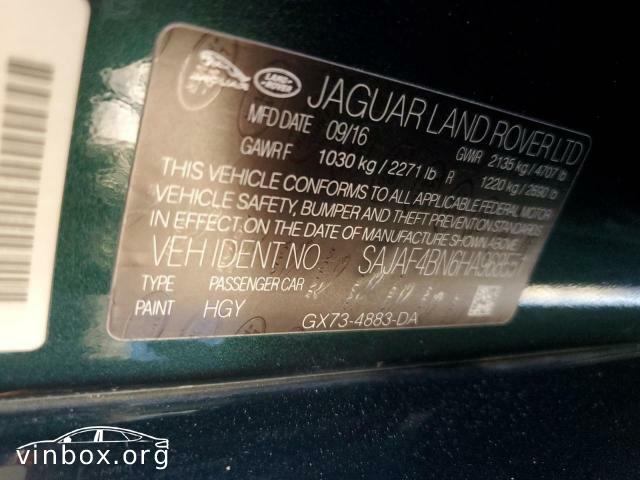 JAGUAR LAND ROVER JAGUAR LAND ROVER LTD
MFD DATE 09/16 GVWR 2135 kg / 4707 lb
GAWR F 1030 kg / 2271 lb R 1220 kg / 2690 lb
THIS VEHICLE CONFORMS TO ALL APPLICABLE FEDERAL MOTOR
VEHICLE SAFETY, BUMPER AND THEFT PREVENTION STANDARDS
IN EFFECT ON THE DATE OF MANUFACTURE SHOWN ABOVE
VEH IDENT NO
TYPE PASSENGER CAR
PAINT HGY GX73-4883-DA
vinbox.org